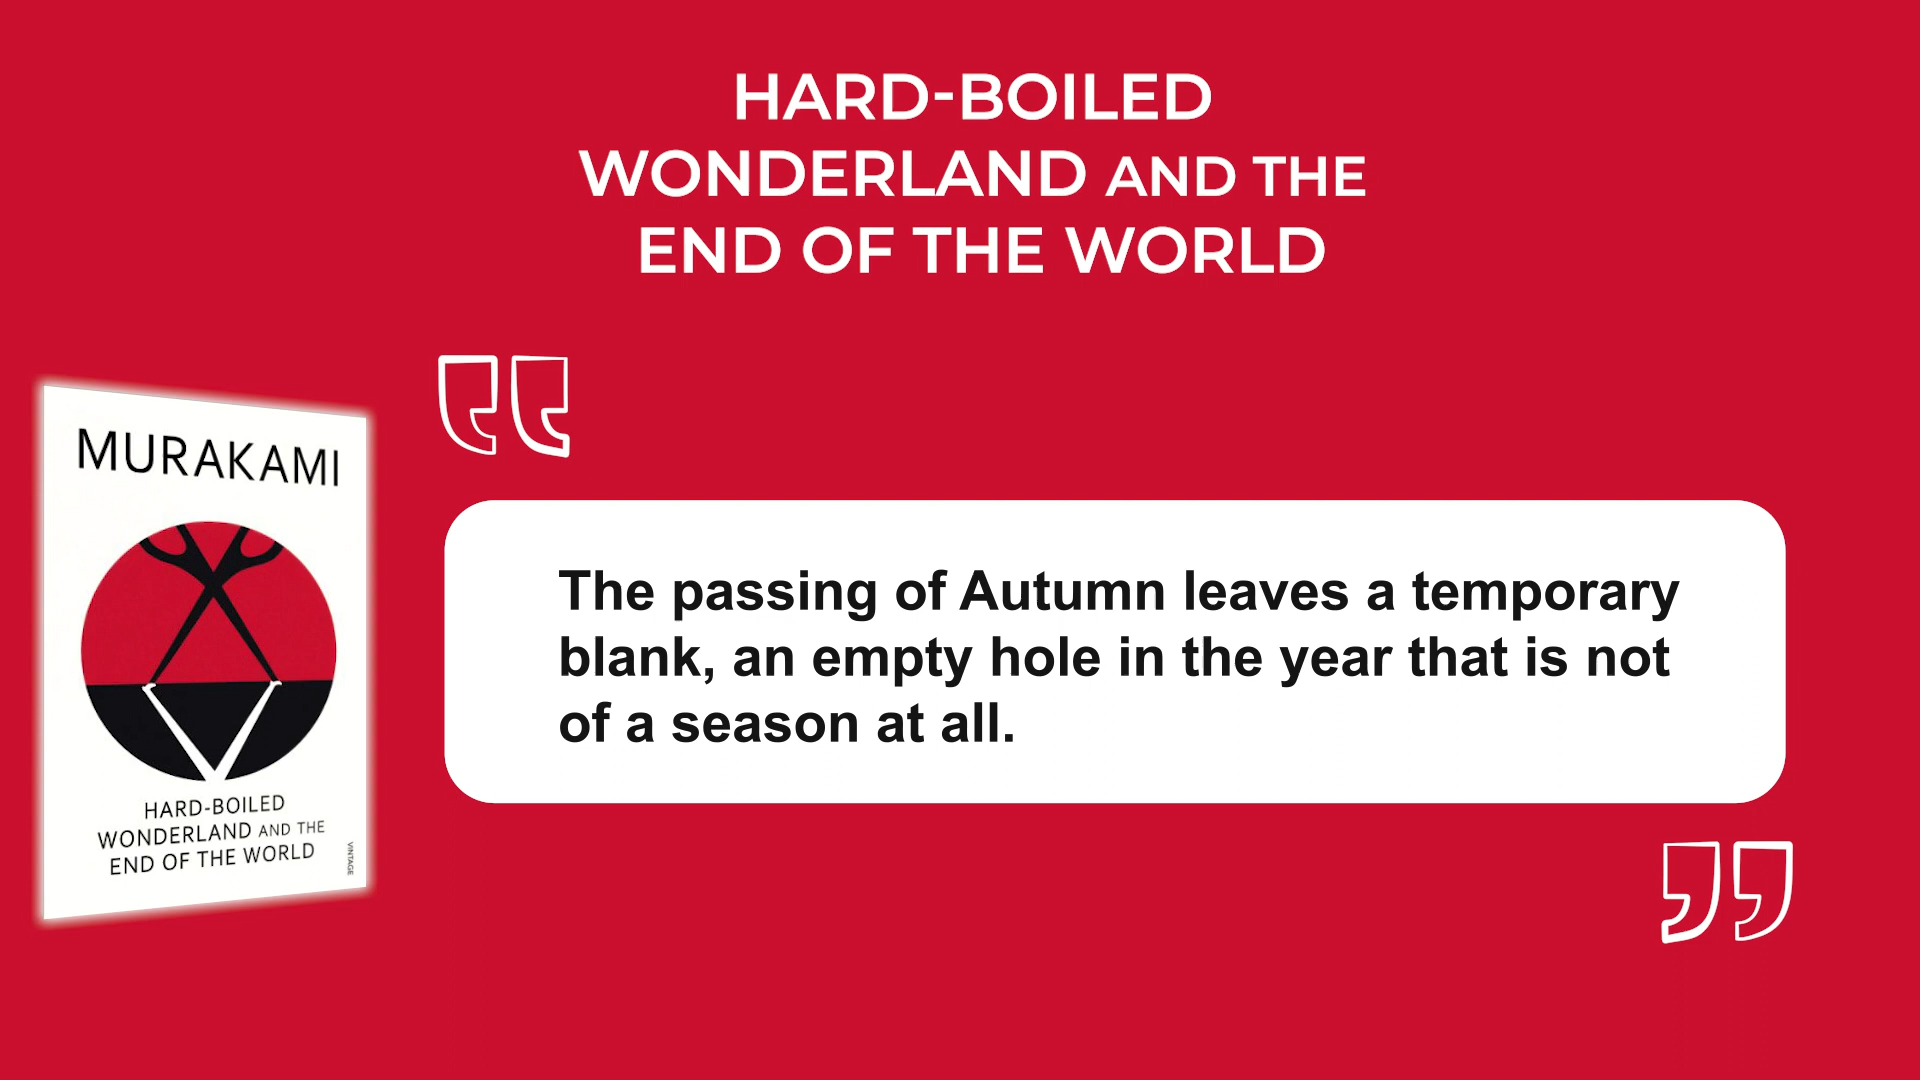 HARD-BOILED
WONDERLAND AND THE
END OF THE WORLD
MURAKAMI
HARD-BOILED
WONDERLAND AND THE
END OF THE WORLD
VINTAGE
The passing of Autumn leaves a temporary
blank, an empty hole in the year that is not
of a season at all.